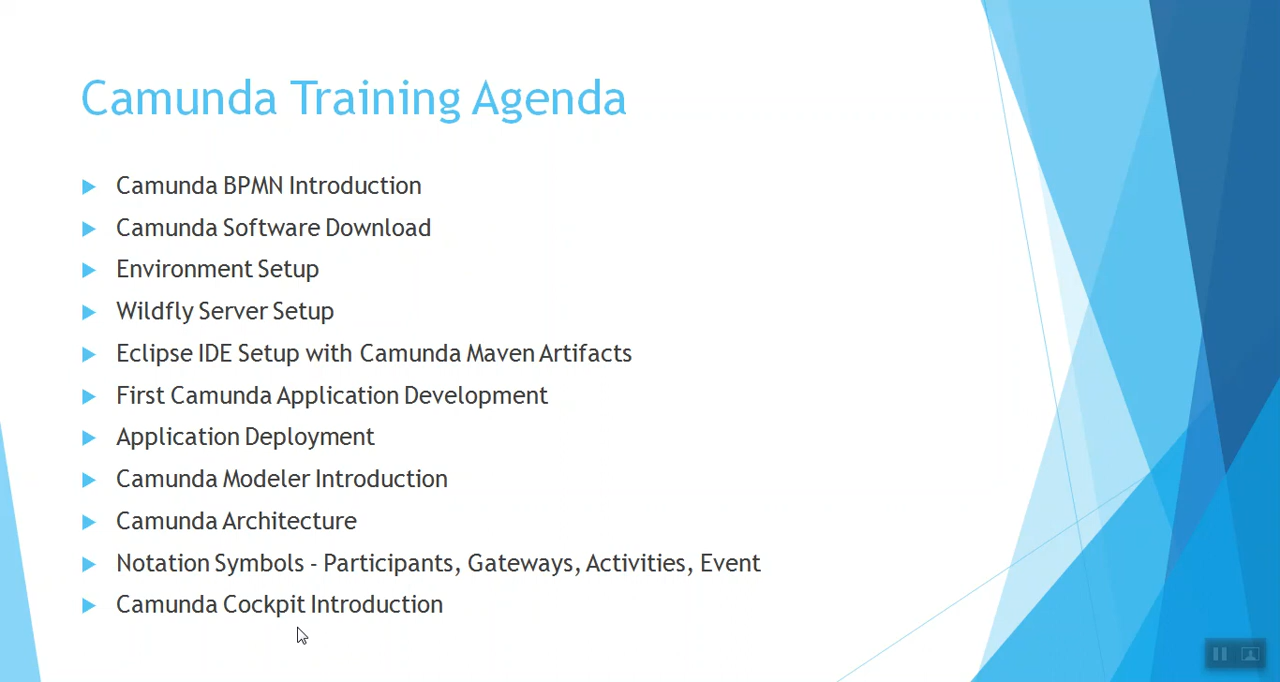 Camunda Training Agenda
Camunda BPMN Introduction
Camunda Software Download
Environment Setup
Wildfly Server Setup
Eclipse IDE Setup with Camunda Maven Artifacts
First Camunda Application Development
Application Deployment
Camunda Modeler Introduction
Camunda Architecture
Notation Symbols - Participants, Gateways, Activities, Event
Camunda Cockpit Introduction